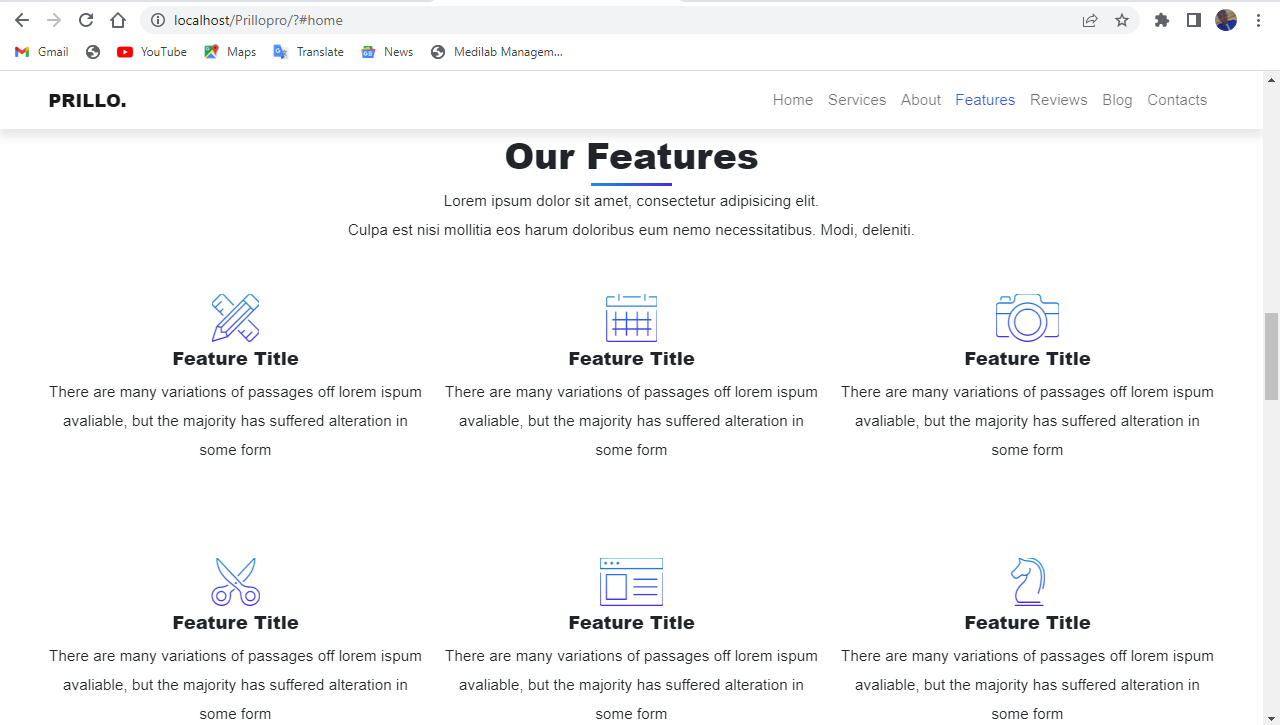 localhost/Prillopro/?#home
Gmail YouTube Maps Translate News Medilab Managem...
PRILLO. Home Services About Features Reviews Blog Contacts
Our Features
Lorem ipsum dolor sit amet, consectetur adipisicing elit.
Culpa est nisi mollitia eos harum doloribus eum nemo necessitatibus. Modi, deleniti.
Feature Title
There are many variations of passages off lorem ispum
avaliable, but the majority has suffered alteration in
some form
Feature Title
There are many variations of passages off lorem ispum
avaliable, but the majority has suffered alteration in
some form
Feature Title
There are many variations of passages off lorem ispum
avaliable, but the majority has suffered alteration in
some form
Feature Title
There are many variations of passages off lorem ispum
avaliable, but the majority has suffered alteration in
some form
Feature Title
There are many variations of passages off lorem ispum
avaliable, but the majority has suffered alteration in
some form
Feature Title
There are many variations of passages off lorem ispum
avaliable, but the majority has suffered alteration in
some form